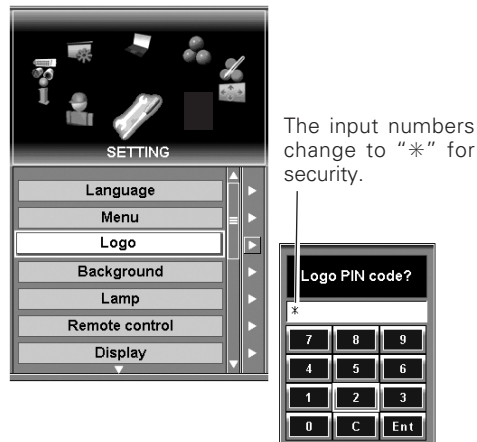 SETTING
Language
Menu
Logo
Background
Lamp
Remote control
Display
The input numbers
change to “✳” for
security.
Logo PIN code?
*
7 8 9
4 5 6
1 2 3
0 C Ent